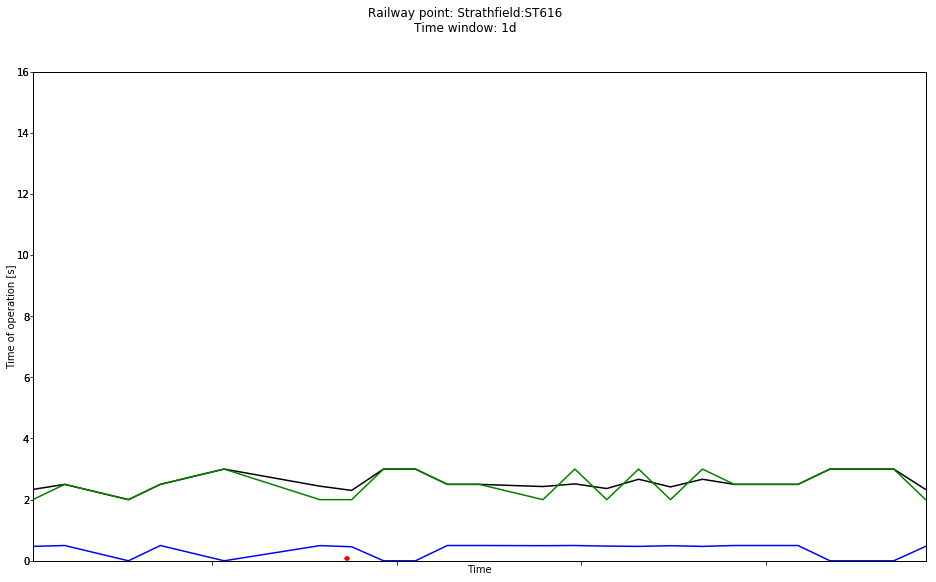 Railway point: Strathfield:ST616
Time window: 1d
16
14
12
10
8
6
4
2
0
Time of operation [s]
Time